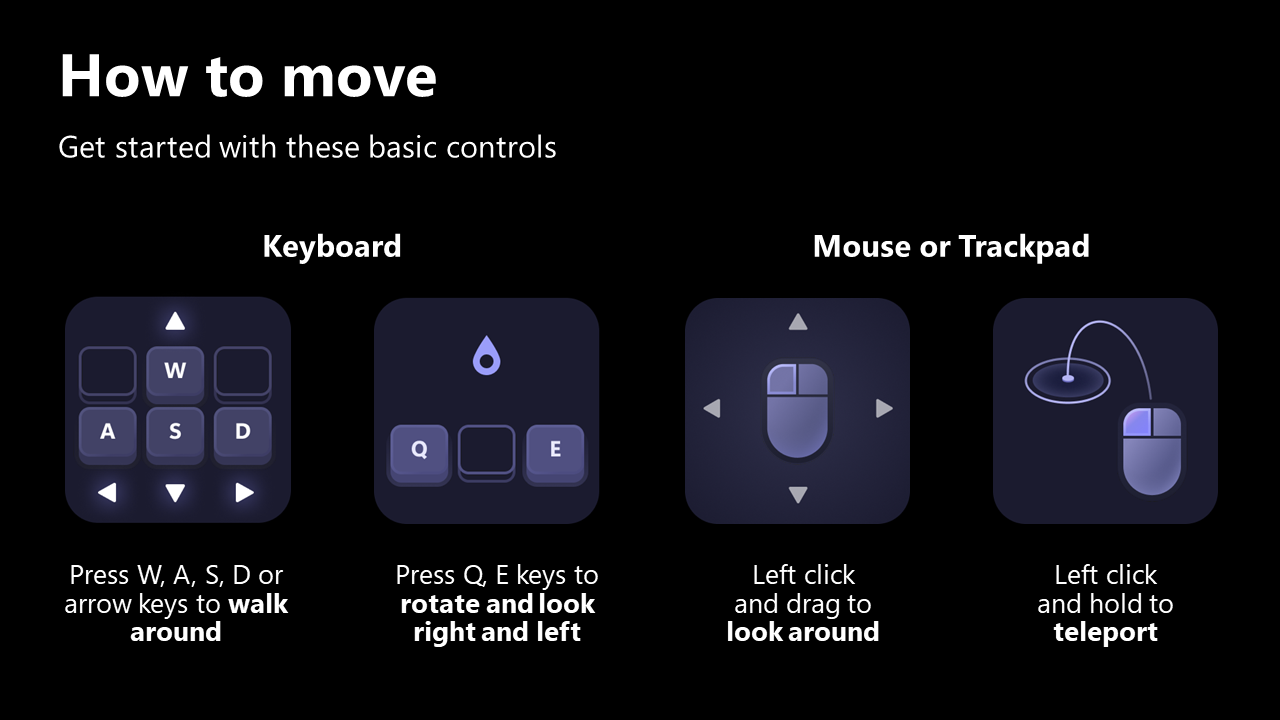 How to move
Get started with these basic controls
Keyboard
Mouse or Trackpad
W
A S D
Q E
Press W, A, S, D or
arrow keys to walk
around
Press Q, E keys to
rotate and look
right and left
Left click
and drag to
look around
Left click
and hold to
teleport